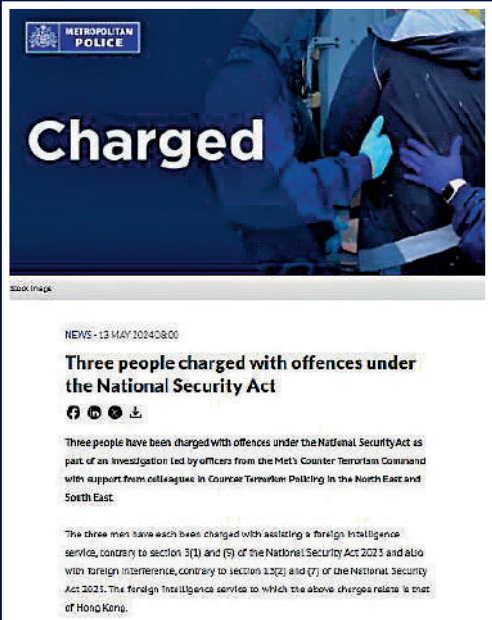 METROPOLITAN
POLICE
Charged
Stock Image
NEWS - 13 MAY 2024 08:00
Three people charged with offences under
the National Security Act
Three people have been charged with offences under the National Security Act as
part of an investigation led by officers from the Met's Counter Terrorism Command
with support from colleagues in Counter Terrorism Policing in the North East and
South East.
The three men have each been charged with assisting a foreign intelligence
service, contrary to section 3(1) and (9) of the National Security Act 2023 and also
with foreign interference, contrary to section 13(2) and (7) of the National Security
Act 2023. The foreign intelligence service to which the above charges relate is that
of Hong Kong.